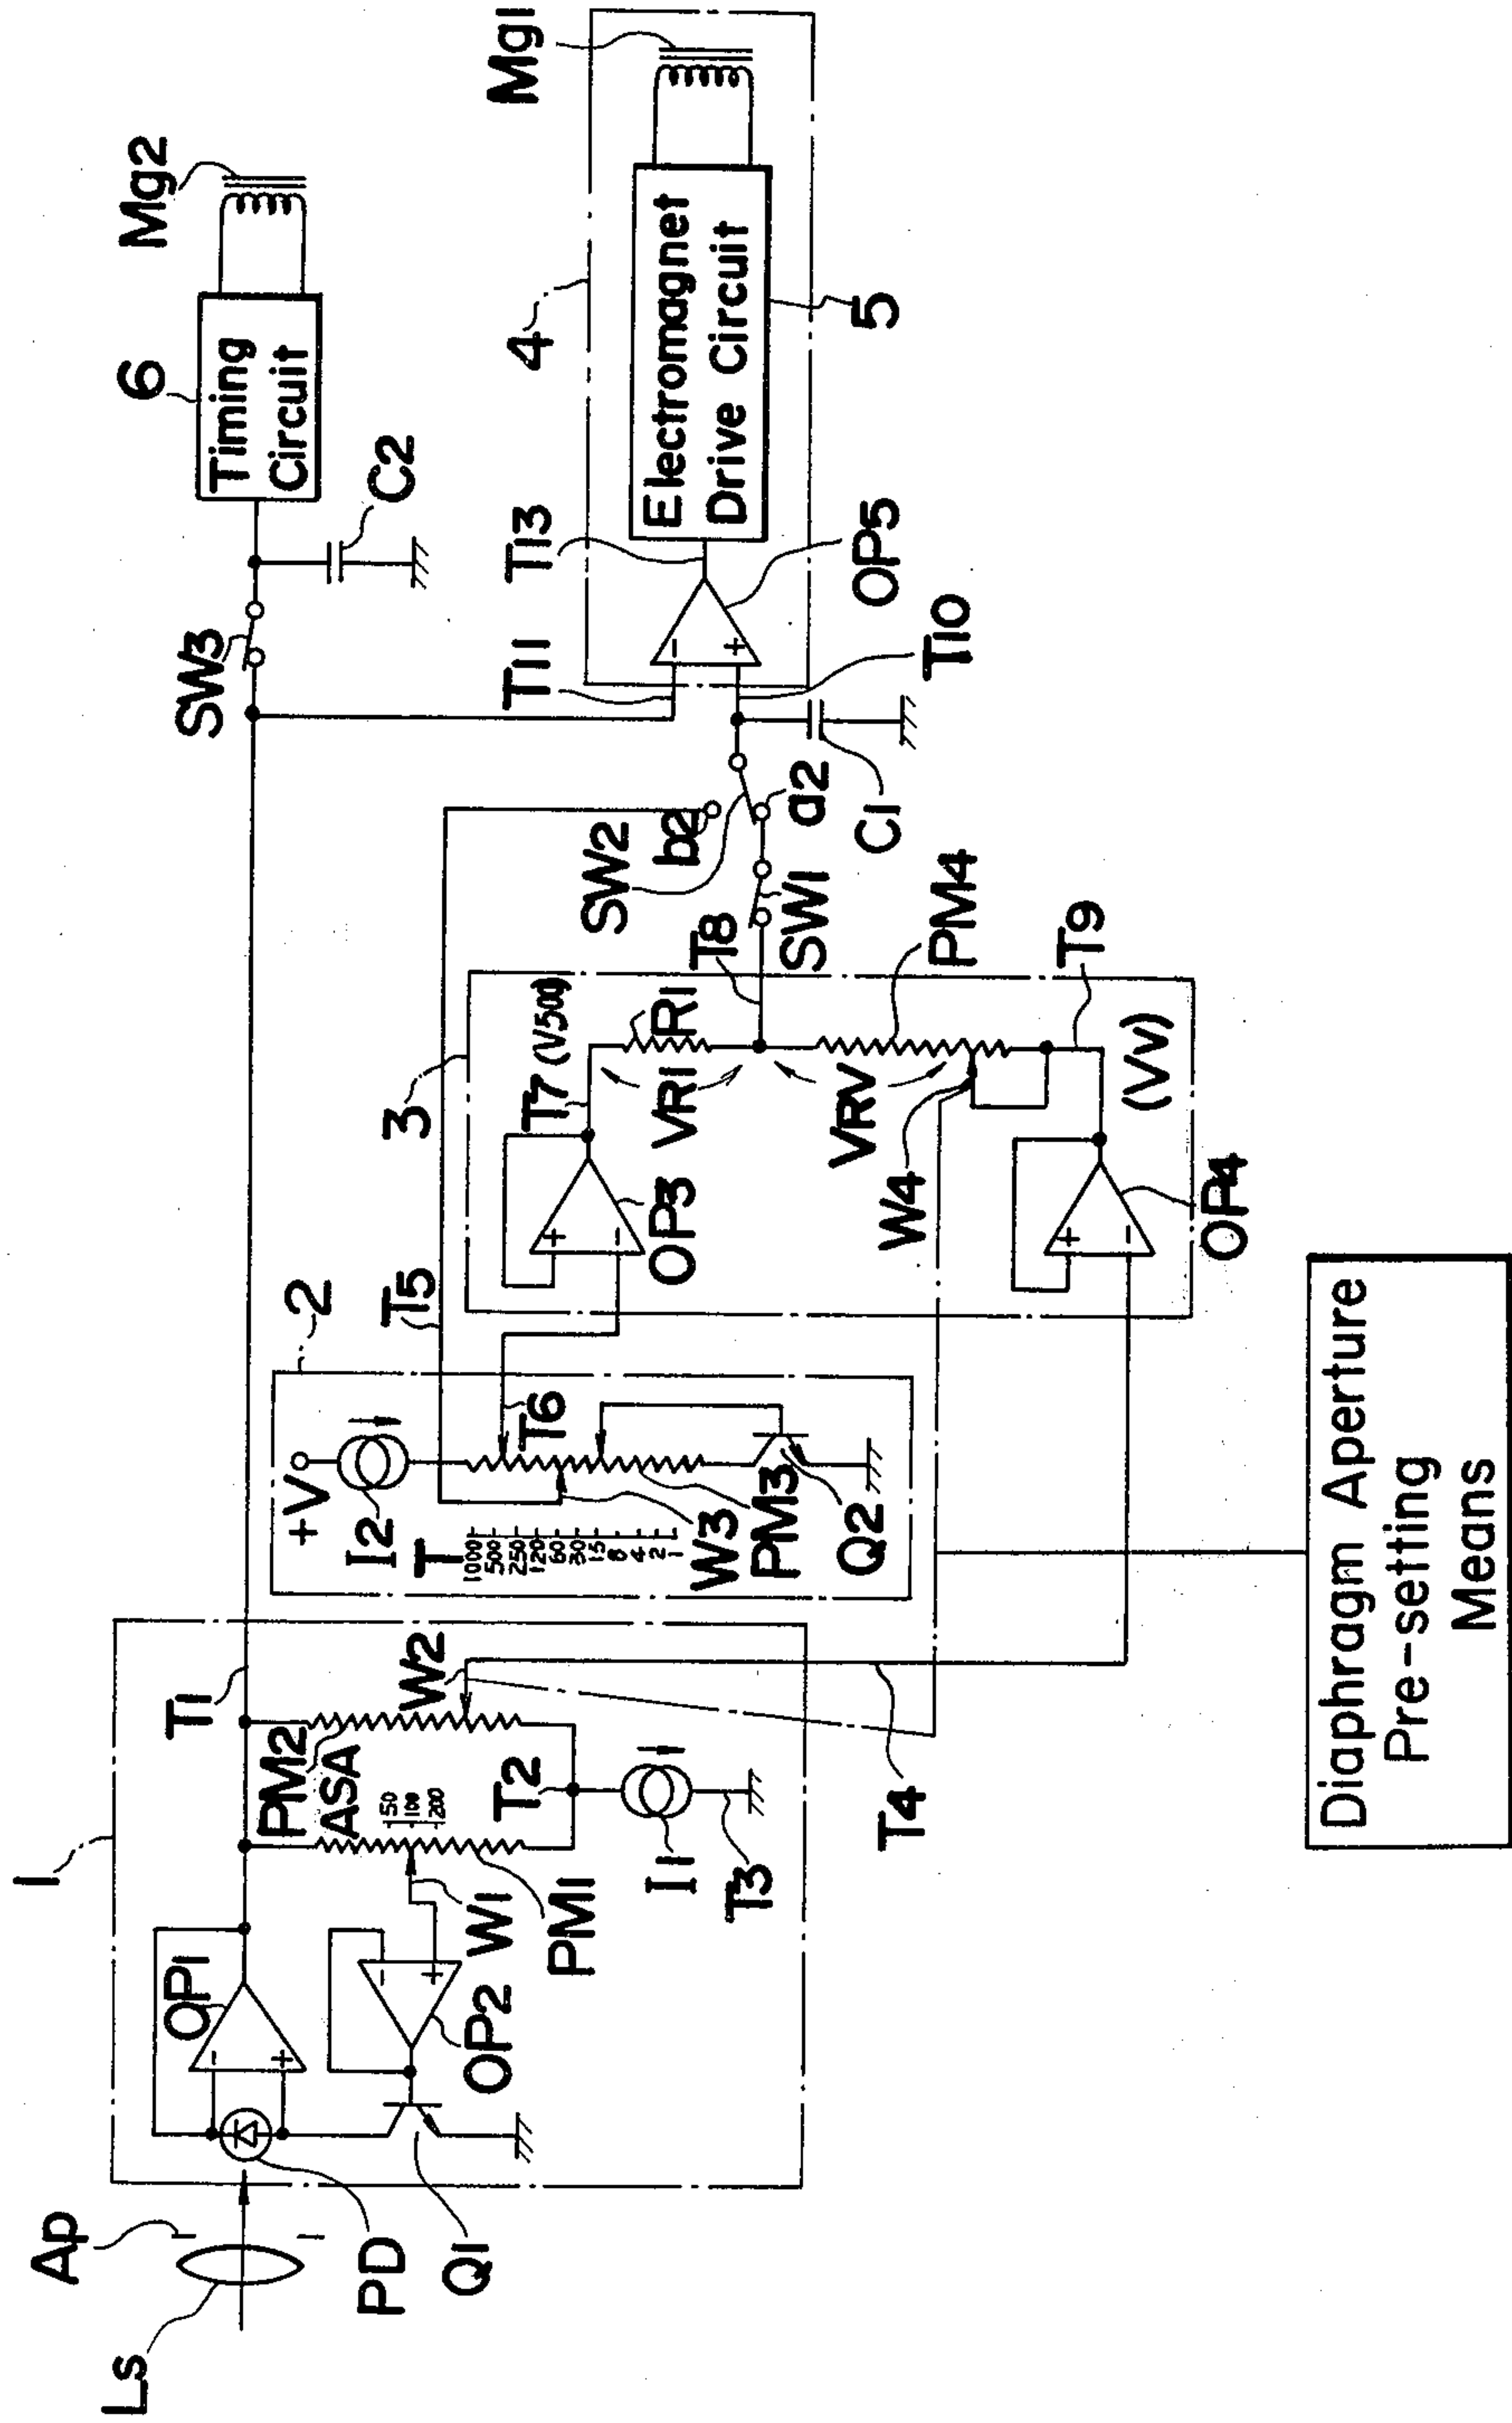 Mg2
Mg1
6
Timing
Circuit
4
Electromagnet
Drive Circuit
5
C2
SW3
T13
T11
OP5
T10
SW2
b2
a2
C1
SW1
T8
PM4
T9
3
T7 (V500)
R1
VR1
VRV
(Vv)
W4
OP3
OP4
+
-
2
T5
T6
+V
I2
T
1000
500
250
120
60
30
15
8
4
2
1
W3
PM3
Q2
1
T1
W2
PM2
ASA
50
100
200
T2
I1
T3
T4
W1
PM1
OP1
OP2
-
+
Ap
Ls
PD
Q1
+
-
-
+
-
+
Diaphragm Aperture
Pre-setting
Means